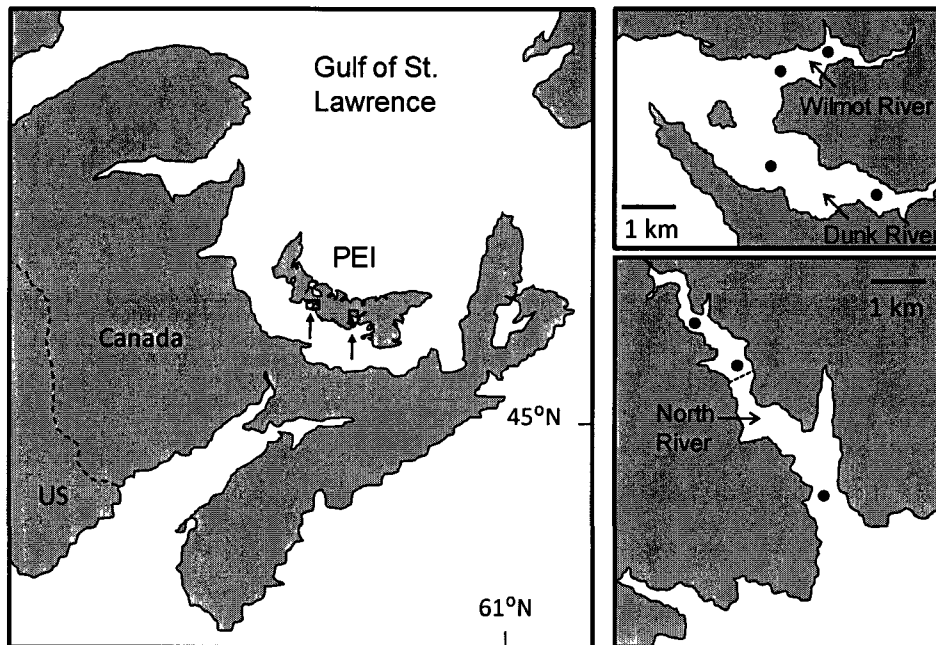 Gulf of St.
Lawrence
PEI
Canada
US
45°N
61°N
Wilmot River
1 km
Dunk River
1 km
North
River